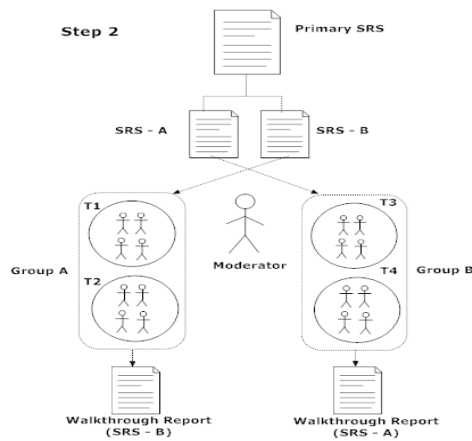 Step 2
Primary SRS
SRS - A
SRS - B
T1
T3
Group A
Moderator
T2
T4
Group B
Walkthrough Report
(SRS - B)
Walkthrough Report
(SRS - A)